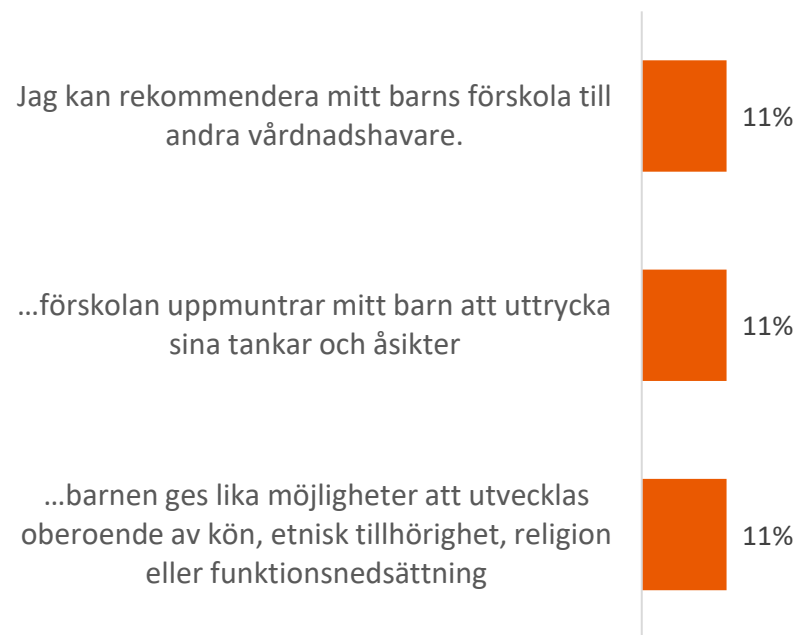 Jag kan rekommendera mitt barns förskola till
andra vårdnadshavare.
11%
…förskolan uppmuntrar mitt barn att uttrycka
sina tankar och åsikter
11%
…barnen ges lika möjligheter att utvecklas
oberoende av kön, etnisk tillhörighet, religion
eller funktionsnedsättning
11%